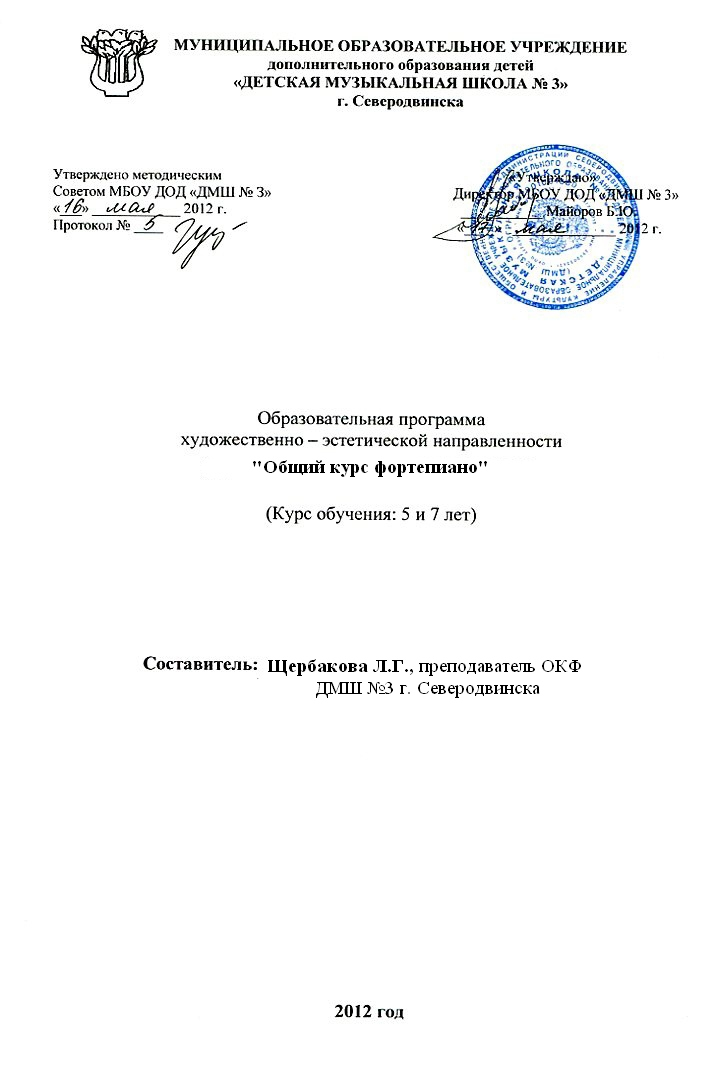 МУНИЦИПАЛЬНОЕ ОБРАЗОВАТЕЛЬНОЕ УЧРЕЖДЕНИЕ
дополнительного образования детей
«ДЕТСКАЯ МУЗЫКАЛЬНАЯ ШКОЛА № 3»
г. Северодвинска
Утверждено методическим
Советом МБОУ ДОД «ДМШ № 3»
«16» мая 2012 г.
Протокол № 5
«Утверждаю»
Директор МБОУ ДОД «ДМШ № 3»
Майоров Б.Ю.
«17» мая 2012 г.
Образовательная программа
художественно – эстетической направленности
"Общий курс фортепиано"
(Курс обучения: 5 и 7 лет)
Составитель: Щербакова Л.Г., преподаватель ОКФ
ДМШ №3 г. Северодвинска
2012 год